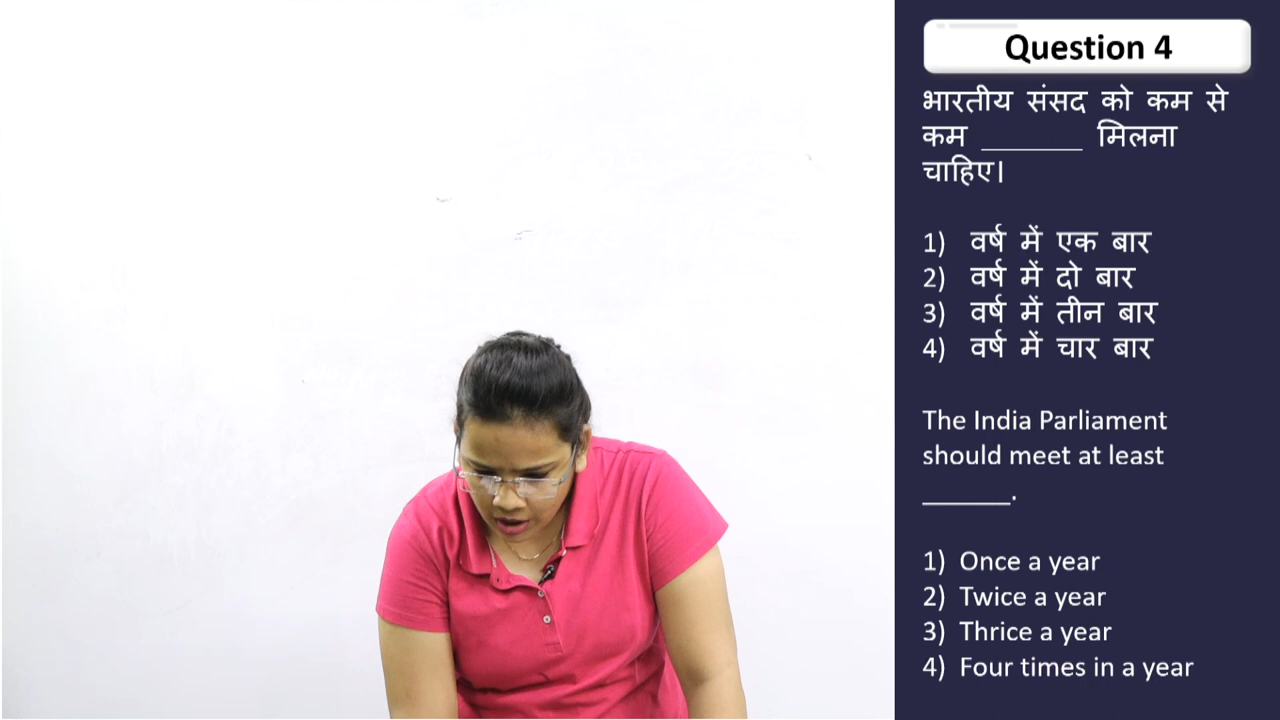 Question 4
भारतीय संसद को कम से
कम ________ मिलना
चाहिए।
1) वर्ष में एक बार
2) वर्ष में दो बार
3) वर्ष में तीन बार
4) वर्ष में चार बार
The India Parliament
should meet at least
_______.
1) Once a year
2) Twice a year
3) Thrice a year
4) Four times in a year